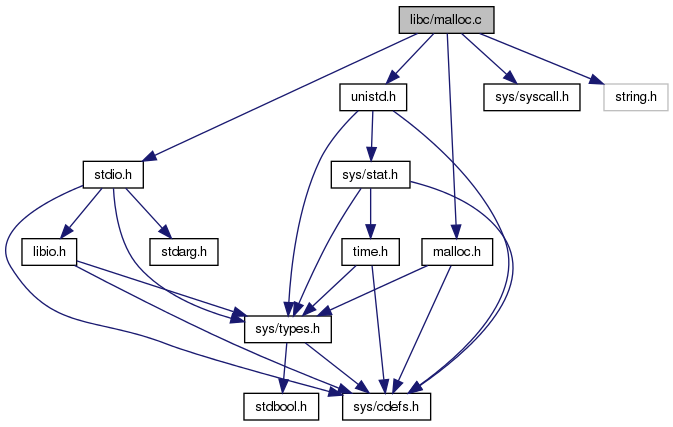 libc/malloc.c
unistd.h
sys/syscall.h
string.h
stdio.h
sys/stat.h
libio.h
stdarg.h
time.h
malloc.h
sys/types.h
stdbool.h
sys/cdefs.h